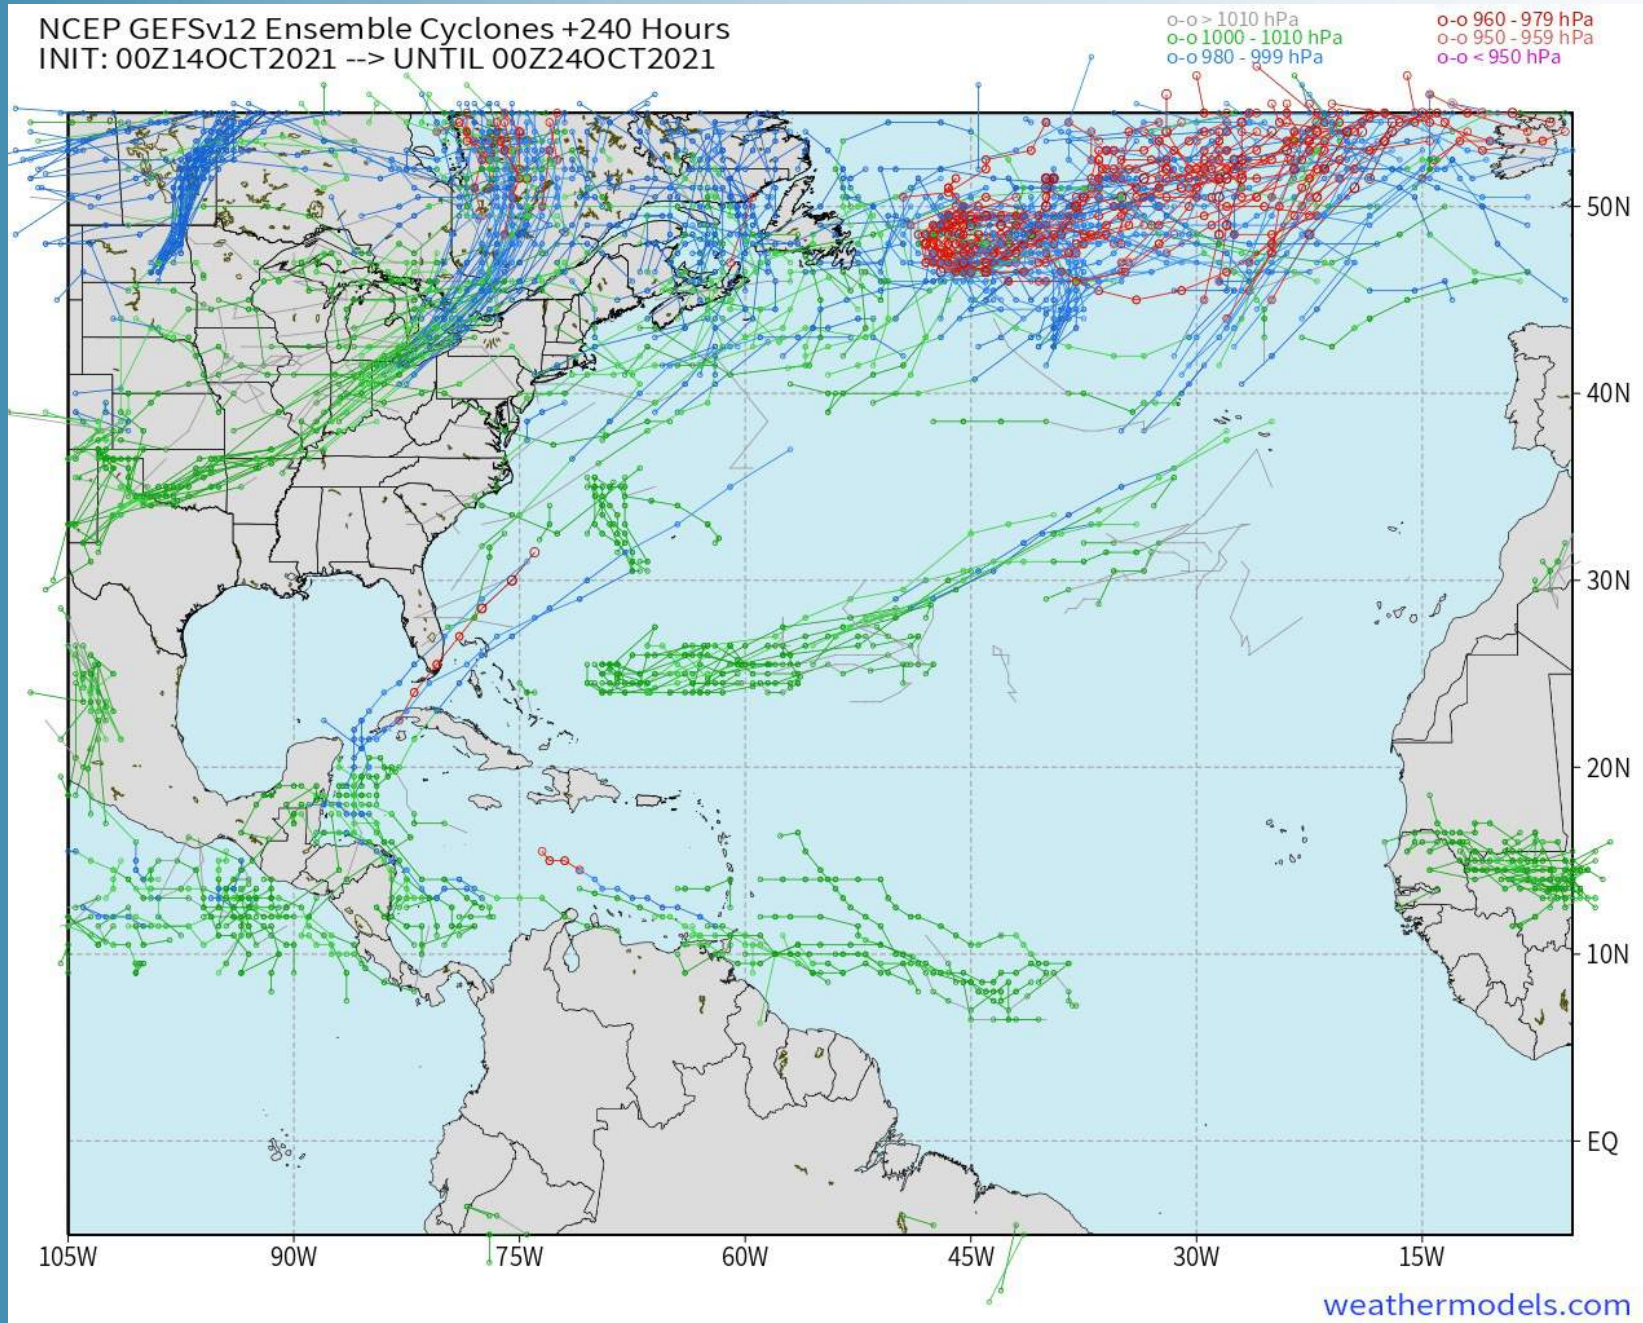 NCEP GEFSv12 Ensemble Cyclones +240 Hours
INIT: 00Z14OCT2021 --> UNTIL 00Z24OCT2021
o-o > 1010 hPa
o-o 1000 - 1010 hPa
o-o 980 - 999 hPa
o-o 960 - 979 hPa
o-o 950 - 959 hPa
o-o < 950 hPa
50N
40N
30N
20N
10N
EQ
105W 90W 75W 60W 45W 30W 15W
weathermodels.com